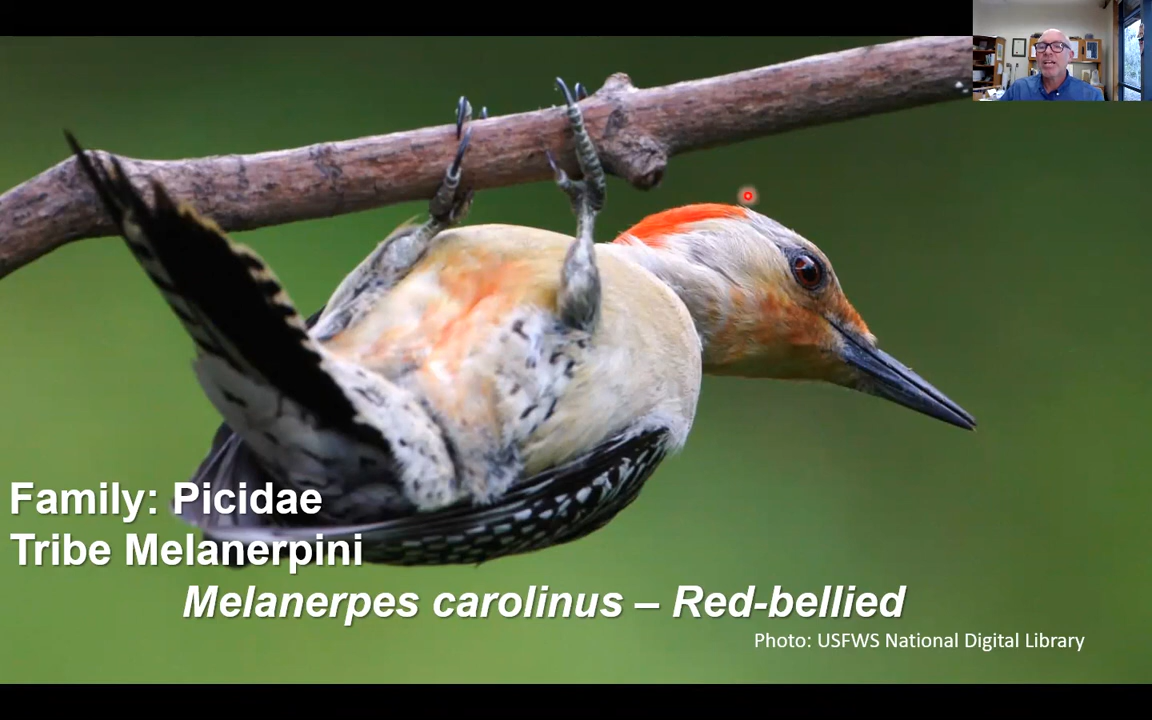 Family: Picidae
Tribe Melanerpini
Melanerpes carolinus – Red-bellied
Photo: USFWS National Digital Library